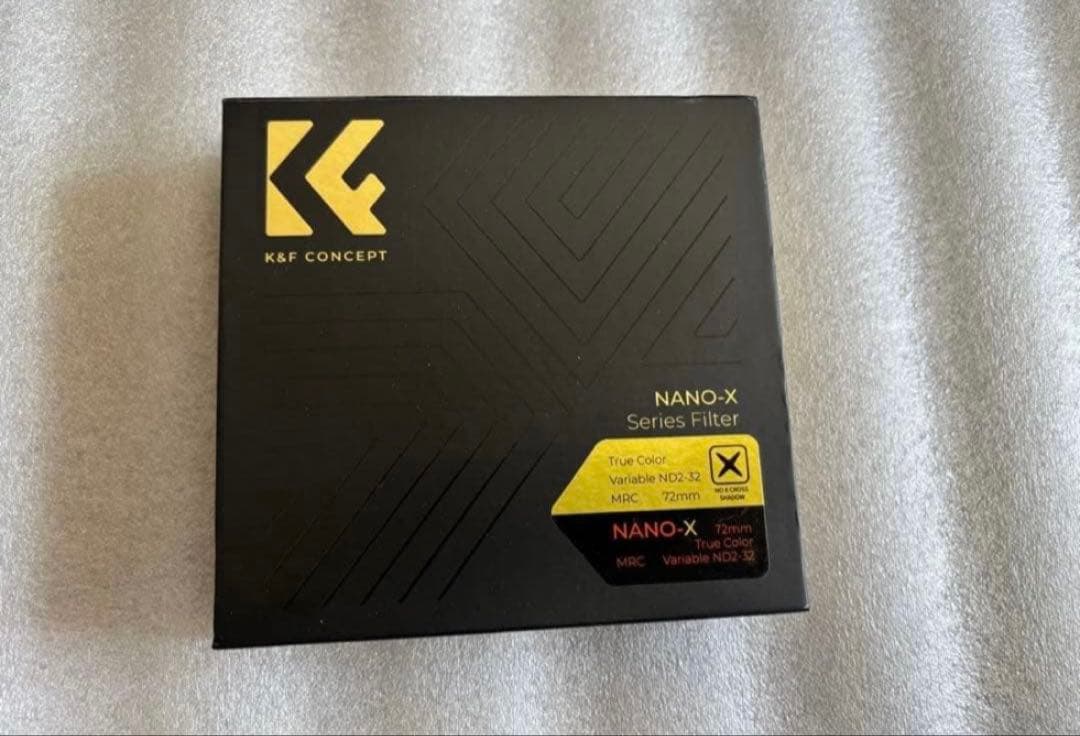 K&F CONCEPT
NANO-X
Series Filter
True Color
Variable ND2-32
MRC 72mm
NO X CROSS
SHADOW
NANO-X 72mm
True Color
MRC Variable ND2-32